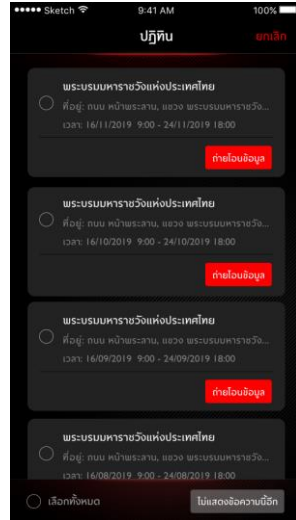 Sketch 9:41 AM 100%
ปฏิทิน ยกเลิก
พระบรมมหาราชวังแห่งประเทศไทย
ที่อยู่: ถนน หน้าพระลาน, แขวง พระบรมมหาราชวัง...
เวลา: 16/11/2019 9:00 - 24/11/2019 18:00
ถ่ายโอนข้อมูล
พระบรมมหาราชวังแห่งประเทศไทย
ที่อยู่: ถนน หน้าพระลาน, แขวง พระบรมมหาราชวัง...
เวลา: 16/10/2019 9:00 - 24/10/2019 18:00
ถ่ายโอนข้อมูล
พระบรมมหาราชวังแห่งประเทศไทย
ที่อยู่: ถนน หน้าพระลาน, แขวง พระบรมมหาราชวัง...
เวลา: 16/09/2019 9:00 - 24/09/2019 18:00
ถ่ายโอนข้อมูล
พระบรมมหาราชวังแห่งประเทศไทย
ที่อยู่: ถนน หน้าพระลาน, แขวง พระบรมมหาราชวัง...
เวลา: 16/08/2019 9:00 - 24/08/2019 18:00
เลือกทั้งหมด ไม่แสดงข้อความนี้อีก